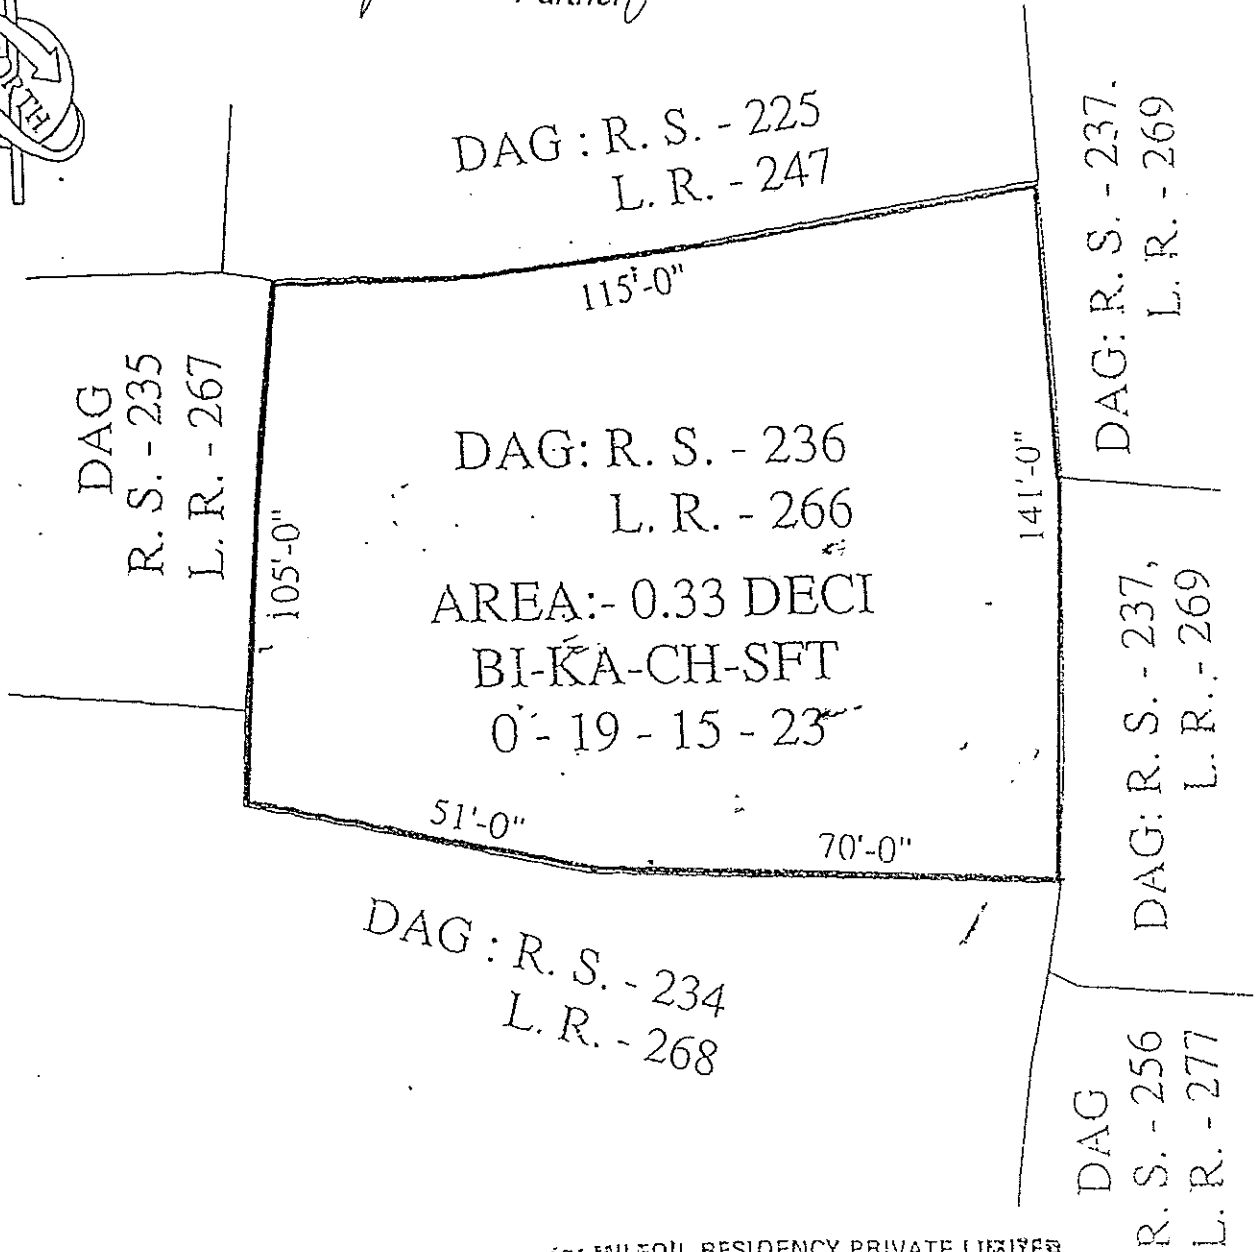 Partner
NORTH
DAG : R. S. - 225
L. R. - 247
DAG: R. S. - 237.
L. R. - 269
115'-0"
DAG
R. S. - 235
L. R. - 267
105'-0"
DAG: R. S. - 236
L. R. - 266
AREA:- 0.33 DECI
BI-KA-CH-SFT
0 - 19 - 15 - 23
141'-0"
DAG: R. S. - 237,
L. R. - 269
51'-0"
70'-0"
DAG : R. S. - 234
L. R. - 268
DAG
R. S. - 256
L. R. - 277
RESIDENCY PRIVATE LIMITED